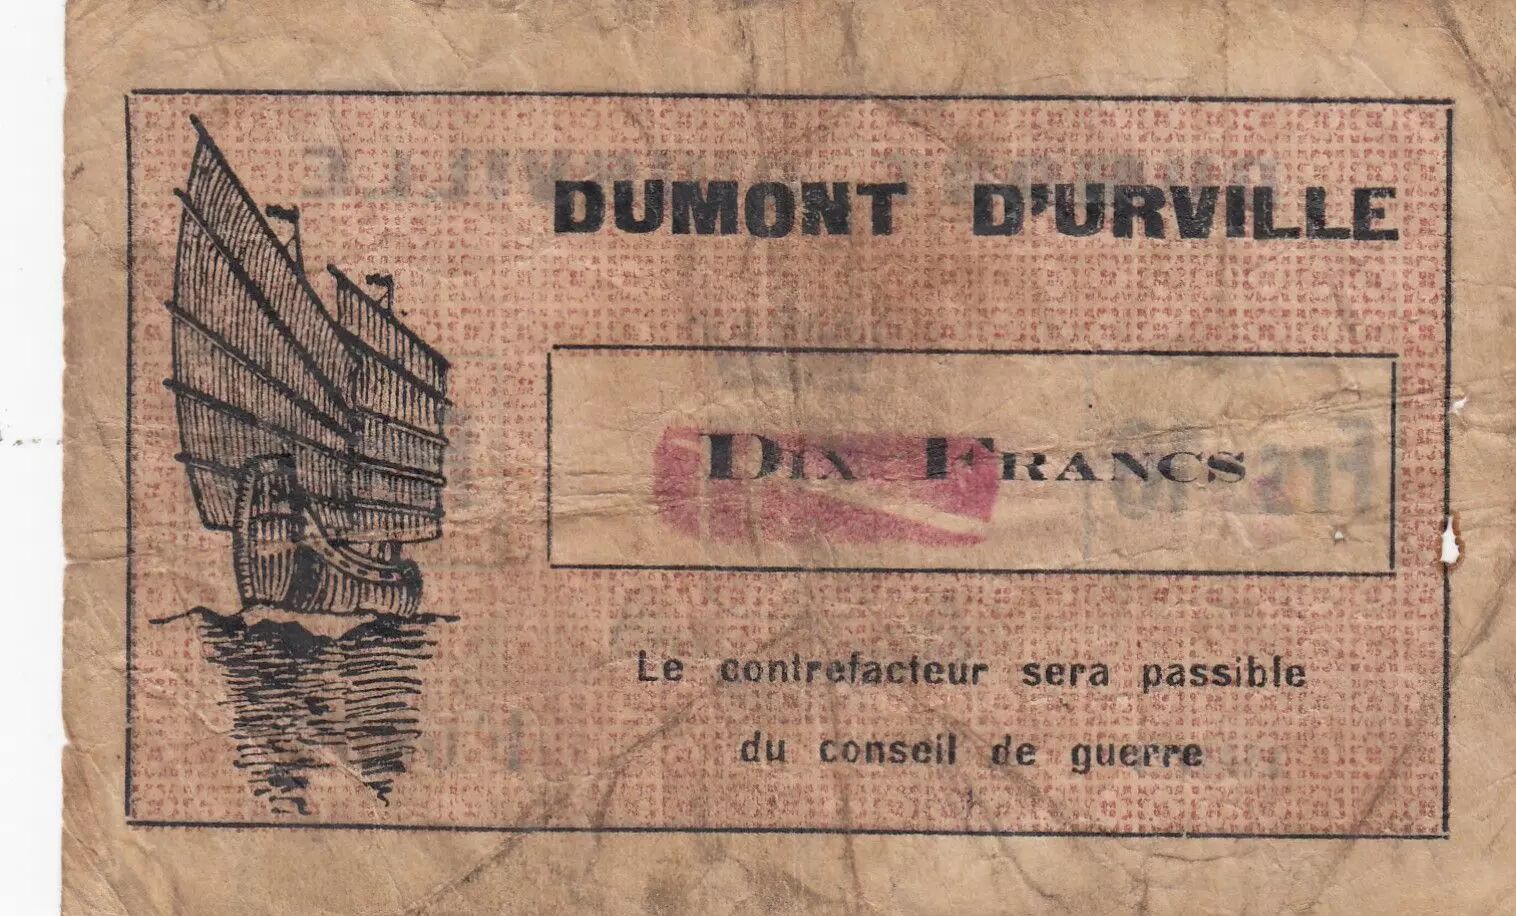 DUMONT D'URVILLE
DIX FRANCS
Le contrefacteur sera passible
du conseil de guerre